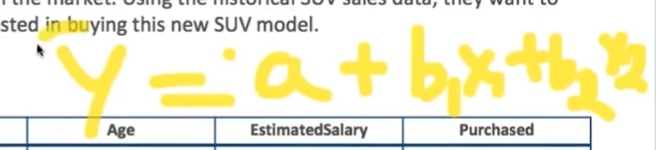 sted in buying this new SUV model.
y = a + b₁x₁ + b₂x₂
Age EstimatedSalary Purchased